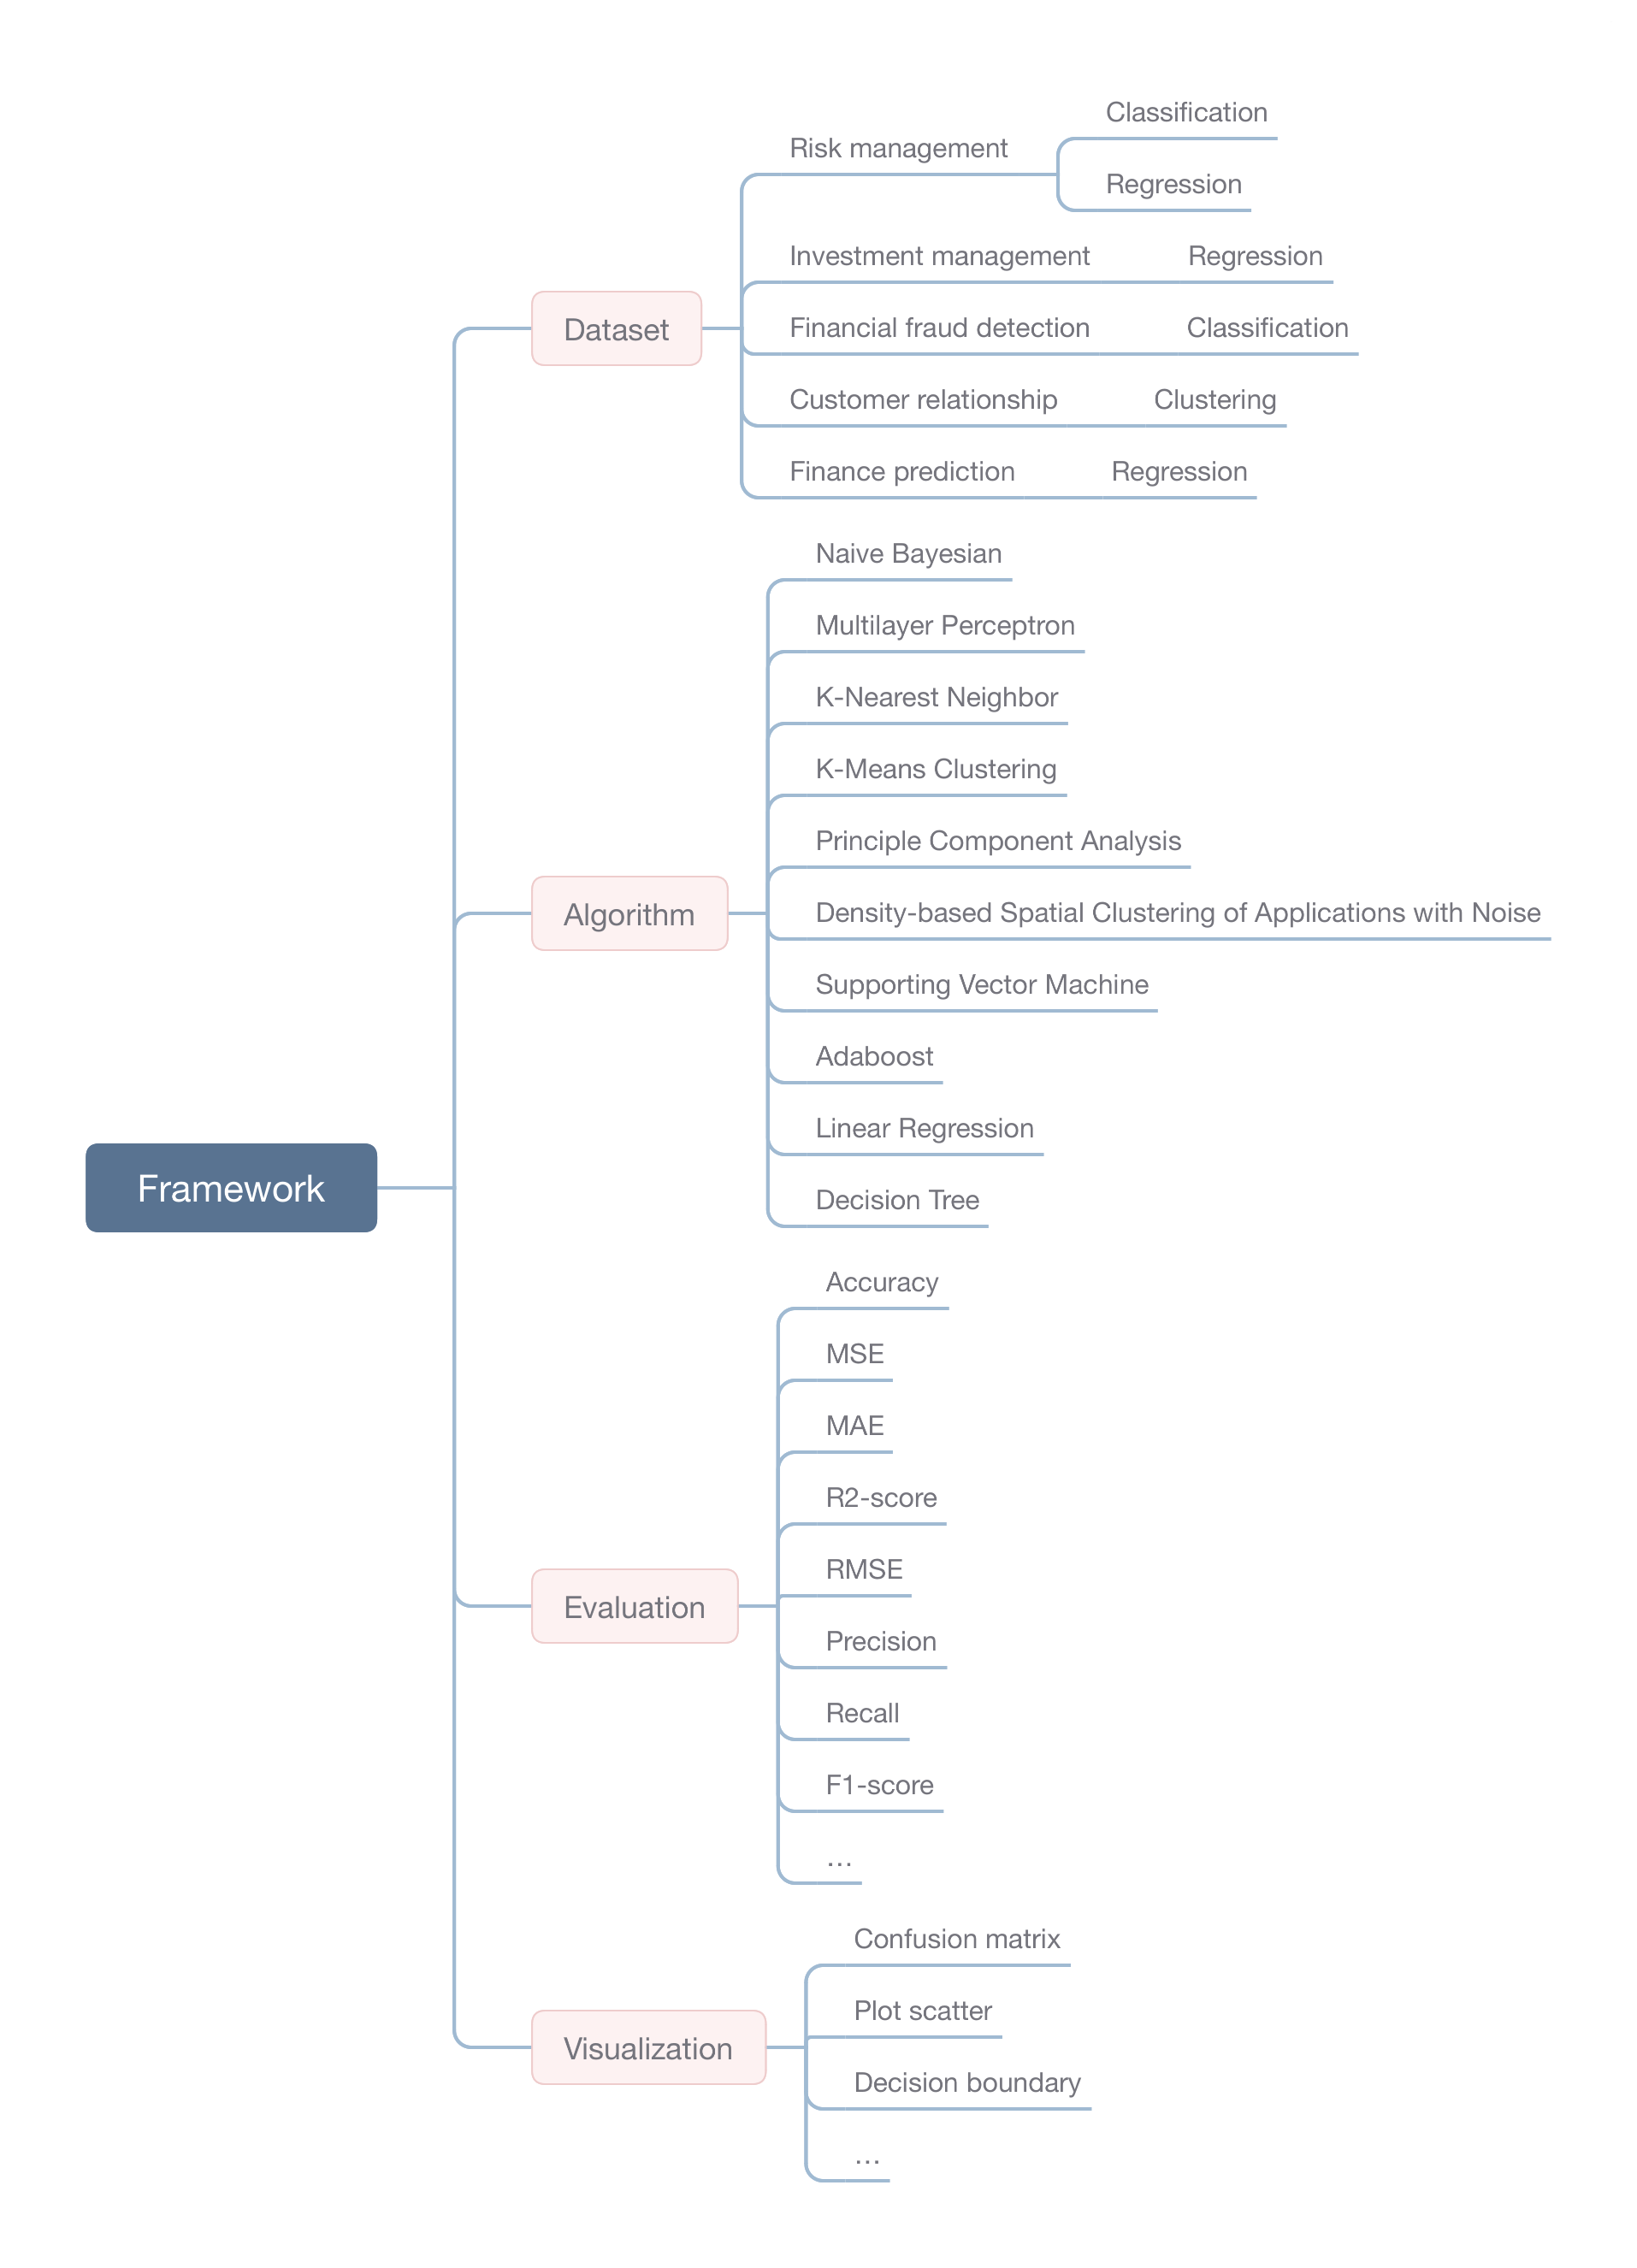 Framework
Dataset
Risk management
Classification
Regression
Investment management
Regression
Financial fraud detection
Classification
Customer relationship
Clustering
Finance prediction
Regression
Algorithm
Naive Bayesian
Multilayer Perceptron
K-Nearest Neighbor
K-Means Clustering
Principle Component Analysis
Density-based Spatial Clustering of Applications with Noise
Supporting Vector Machine
Adaboost
Linear Regression
Decision Tree
Evaluation
Accuracy
MSE
MAE
R2-score
RMSE
Precision
Recall
F1-score
...
Visualization
Confusion matrix
Plot scatter
Decision boundary
...